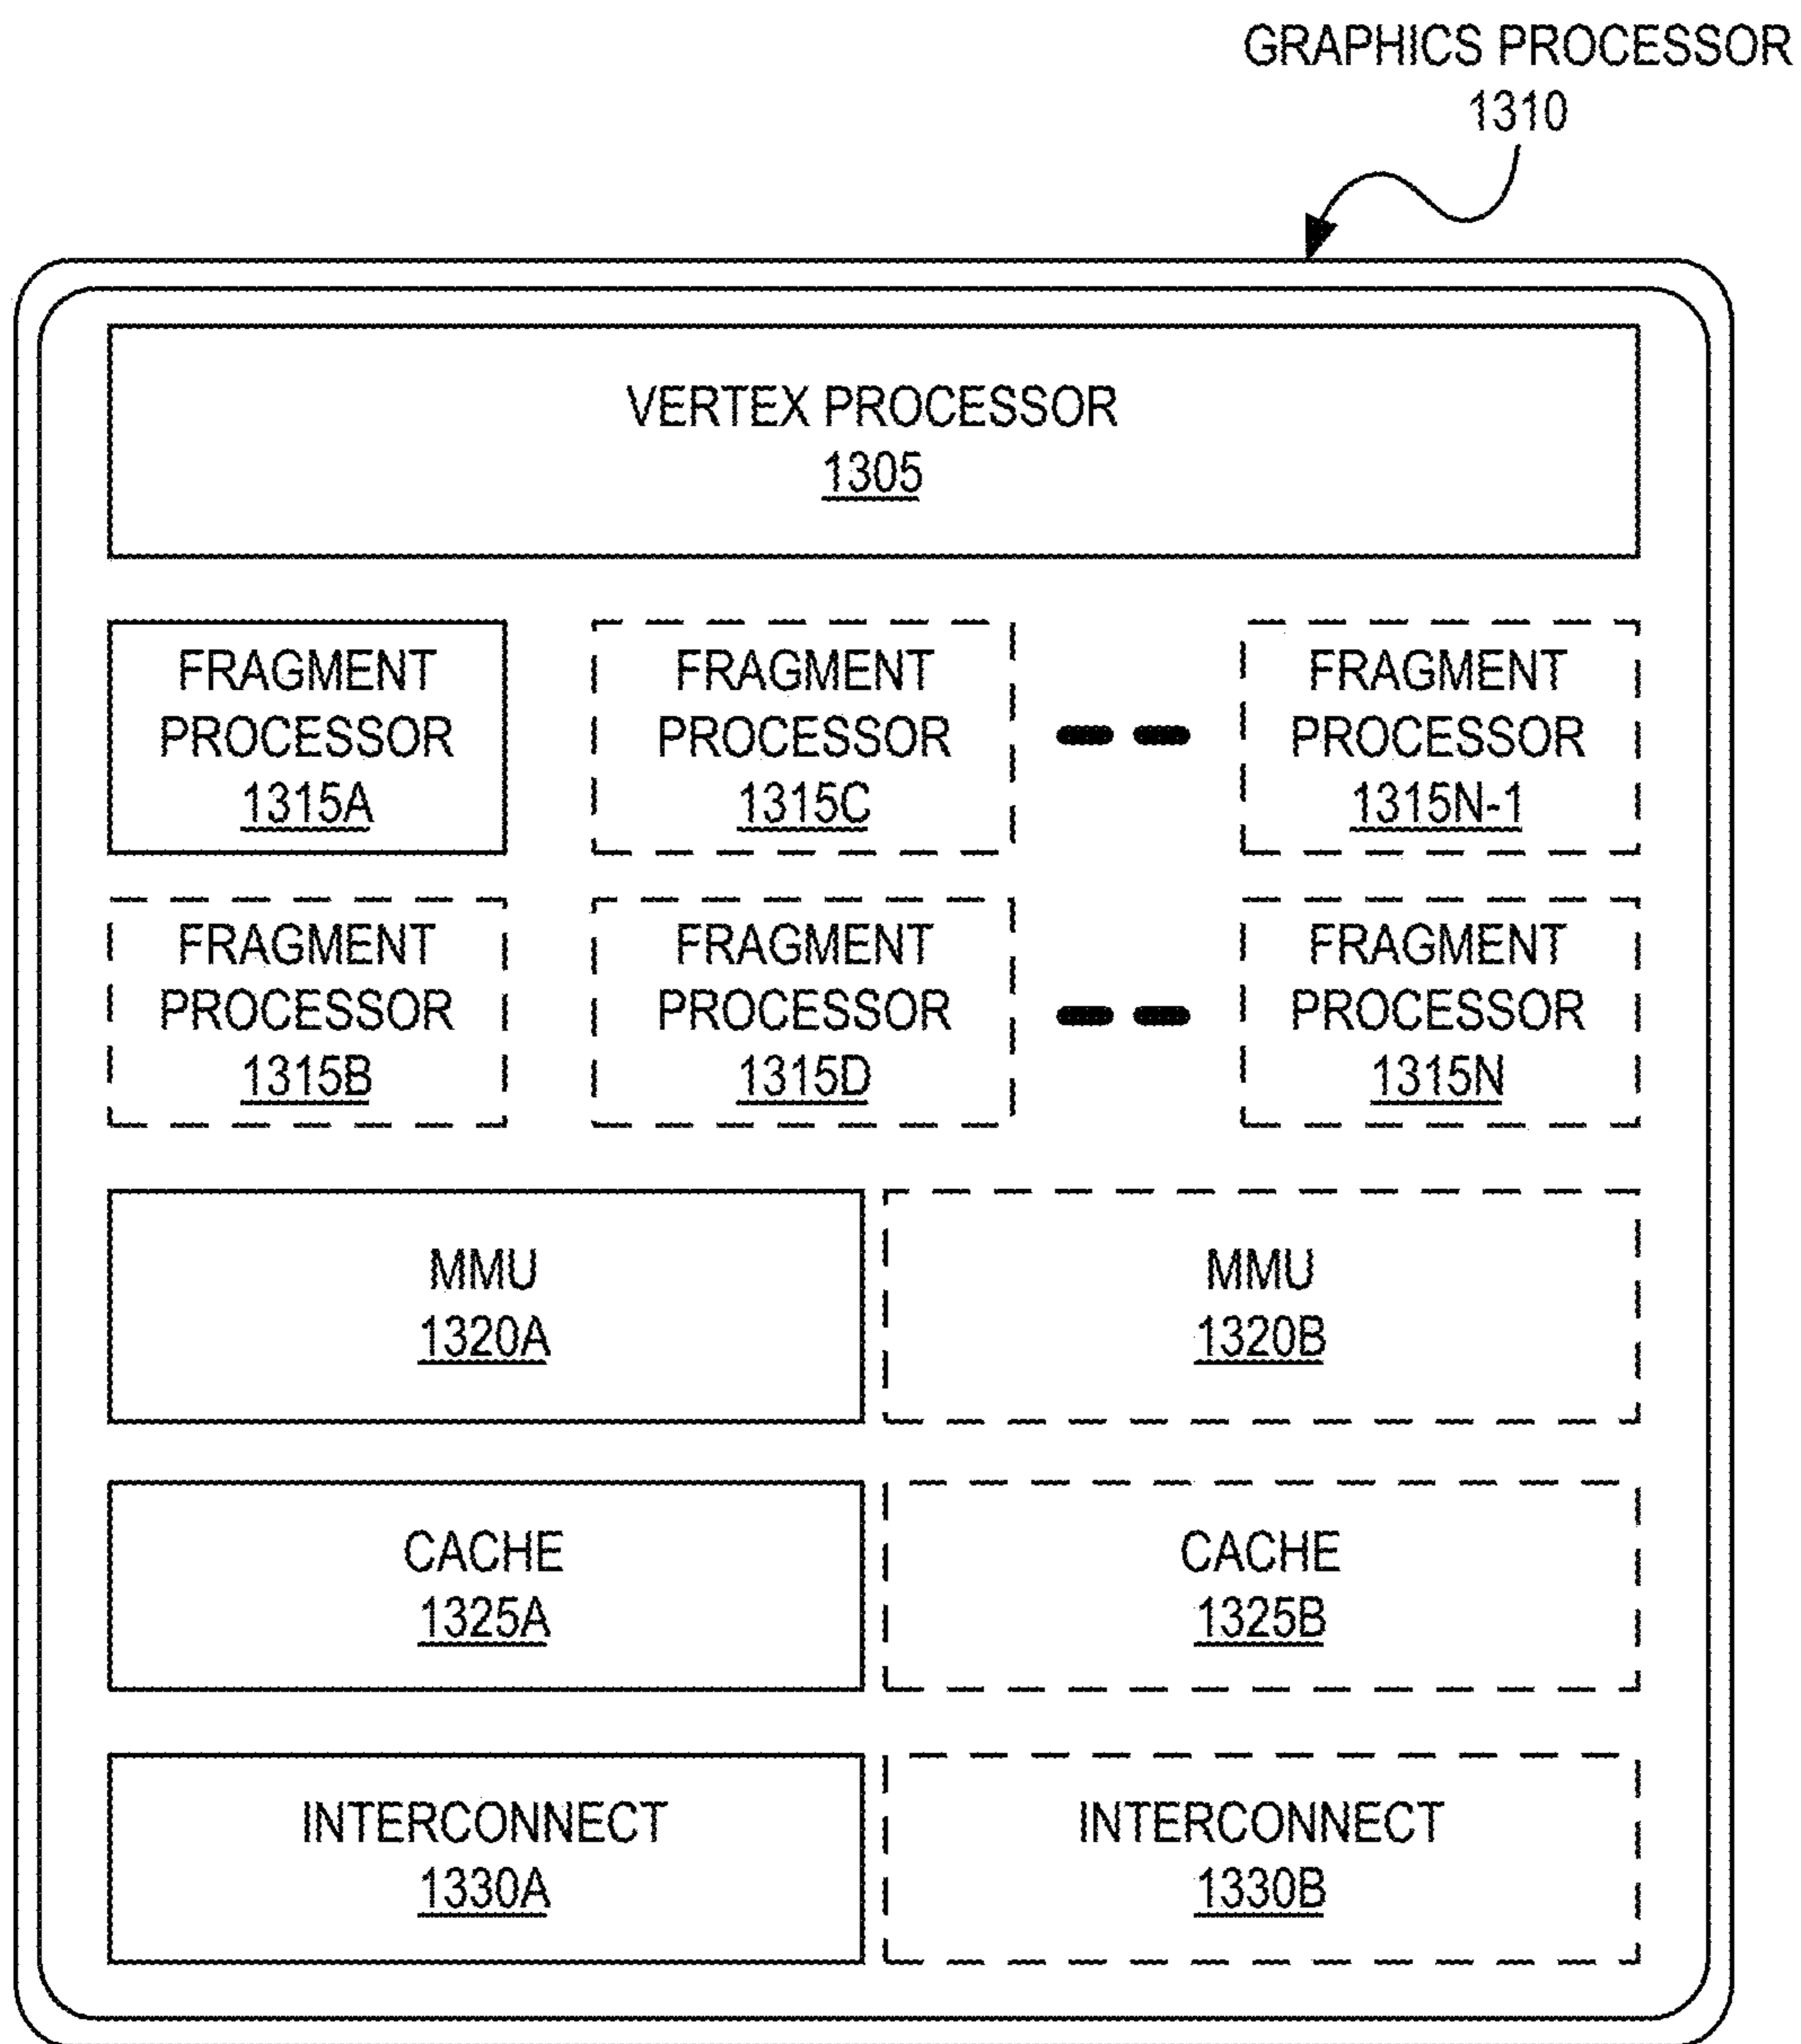 GRAPHICS PROCESSOR
1310
VERTEX PROCESSOR
1305
FRAGMENT
PROCESSOR
1315A
FRAGMENT
PROCESSOR
1315C
FRAGMENT
PROCESSOR
1315N-1
FRAGMENT
PROCESSOR
1315B
FRAGMENT
PROCESSOR
1315D
FRAGMENT
PROCESSOR
1315N
MMU
1320A
MMU
1320B
CACHE
1325A
CACHE
1325B
INTERCONNECT
1330A
INTERCONNECT
1330B